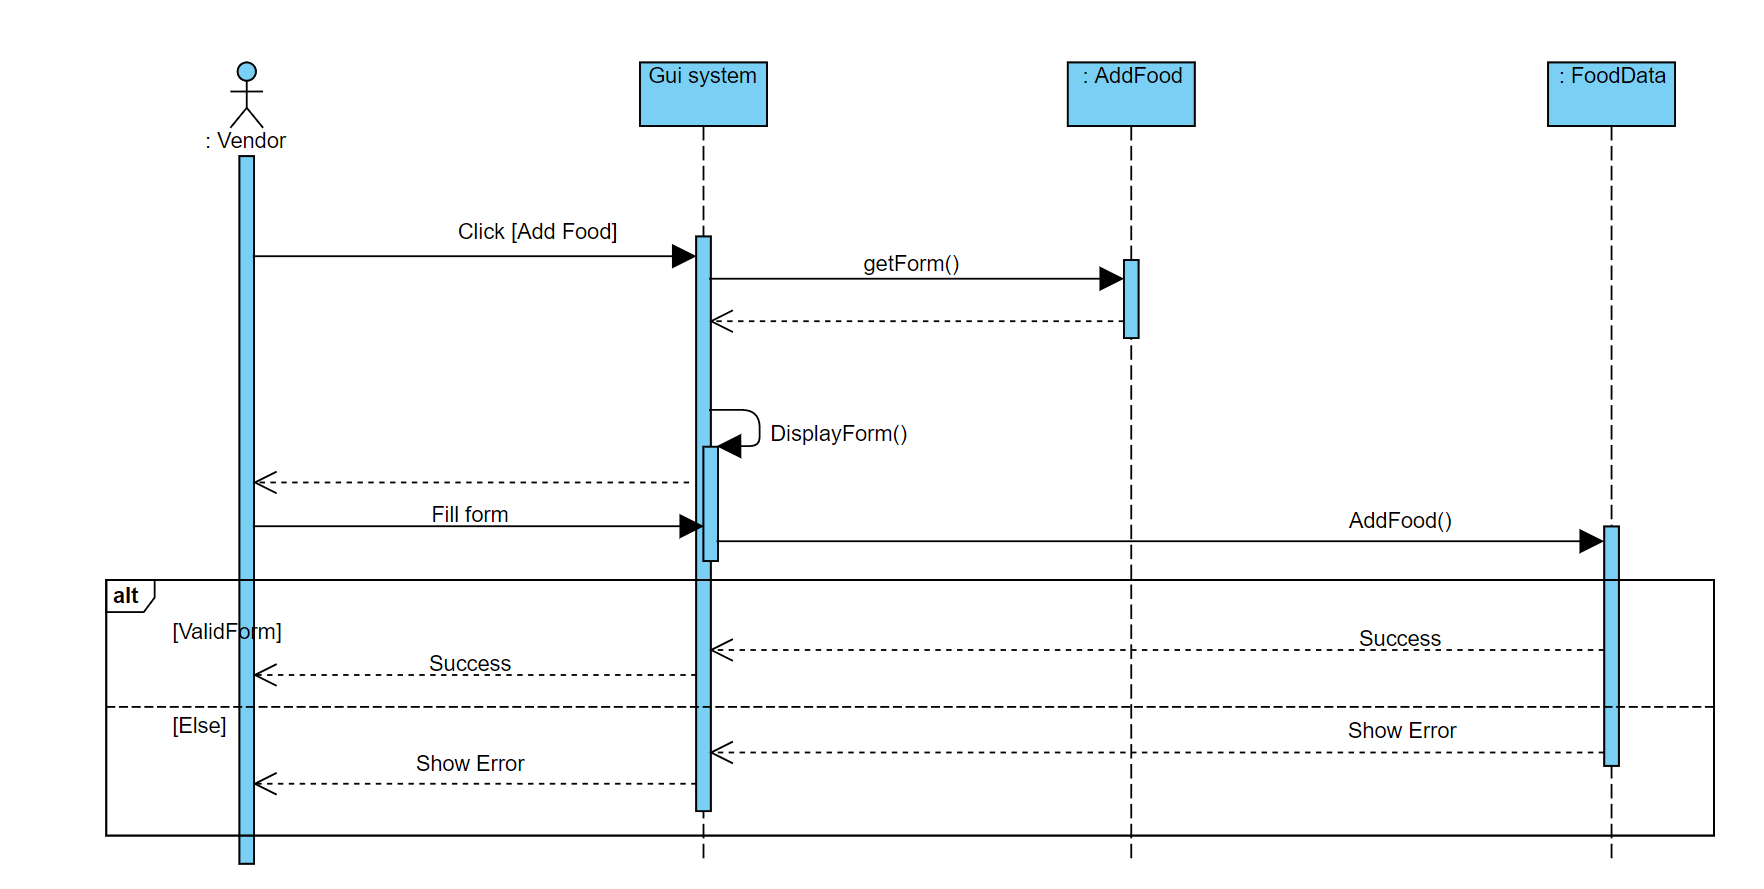 : Vendor
Gui system
: AddFood
: FoodData
Click [Add Food]
getForm()
DisplayForm()
Fill form
AddFood()
alt
[ValidForm]
Success
Success
[Else]
Show Error
Show Error